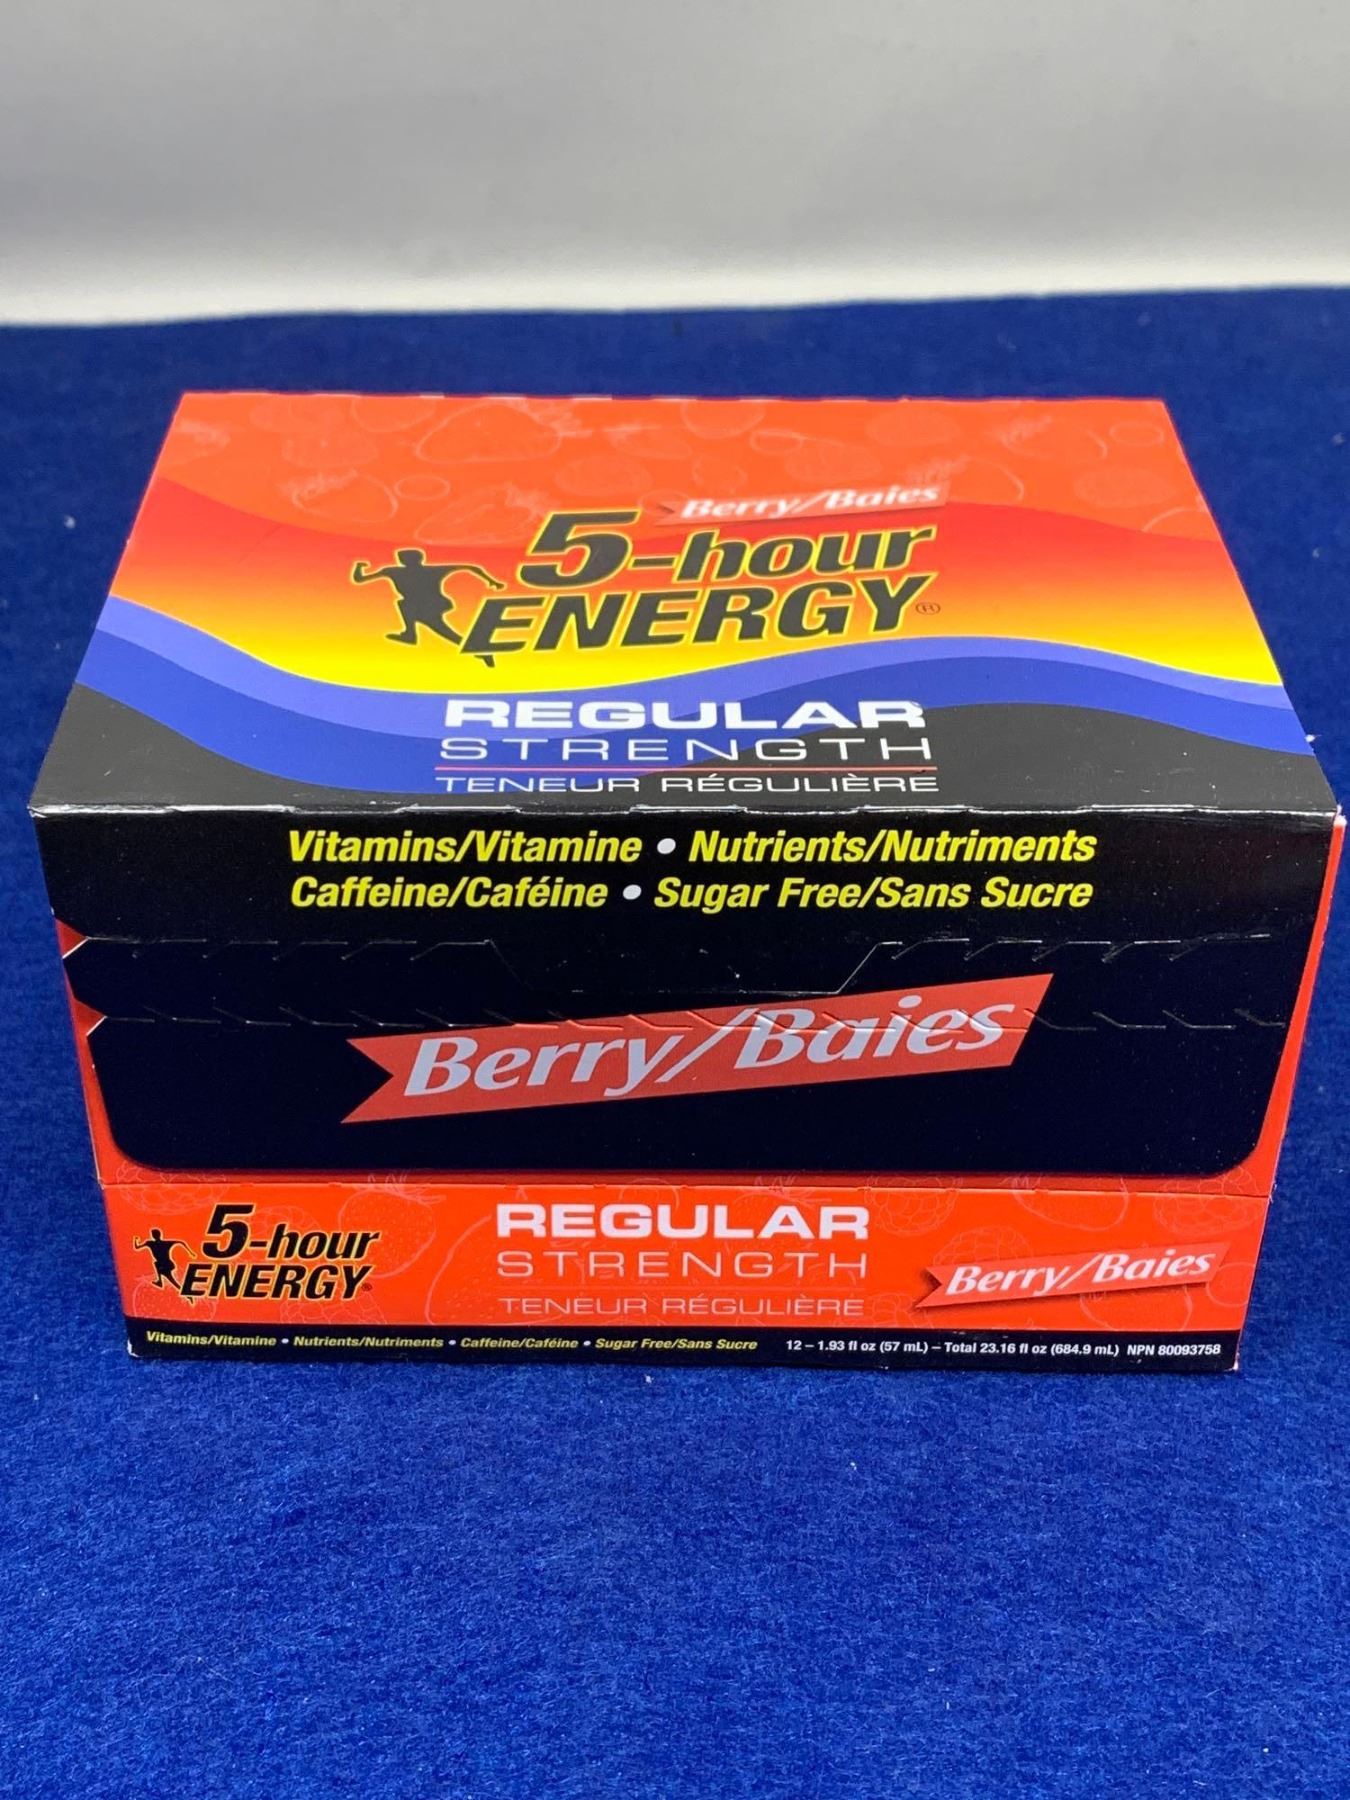 Berry/Baies
5-hour
ENERGY®
REGULAR
STRENGTH
TENEUR RÉGULIÈRE
Vitamins/Vitamine • Nutrients/Nutriments
Caffeine/Caféine • Sugar Free/Sans Sucre
Berry/Baies
5-hour
ENERGY
REGULAR
STRENGTH
TENEUR RÉGULIÈRE
Berry/Baies
Vitamins/Vitamine • Nutrients/Nutriments • Caffeine/Caféine • Sugar Free/Sans Sucre 12 – 1.93 fl oz (57 mL) – Total 23.16 fl oz (684.9 mL) NPN 80093758